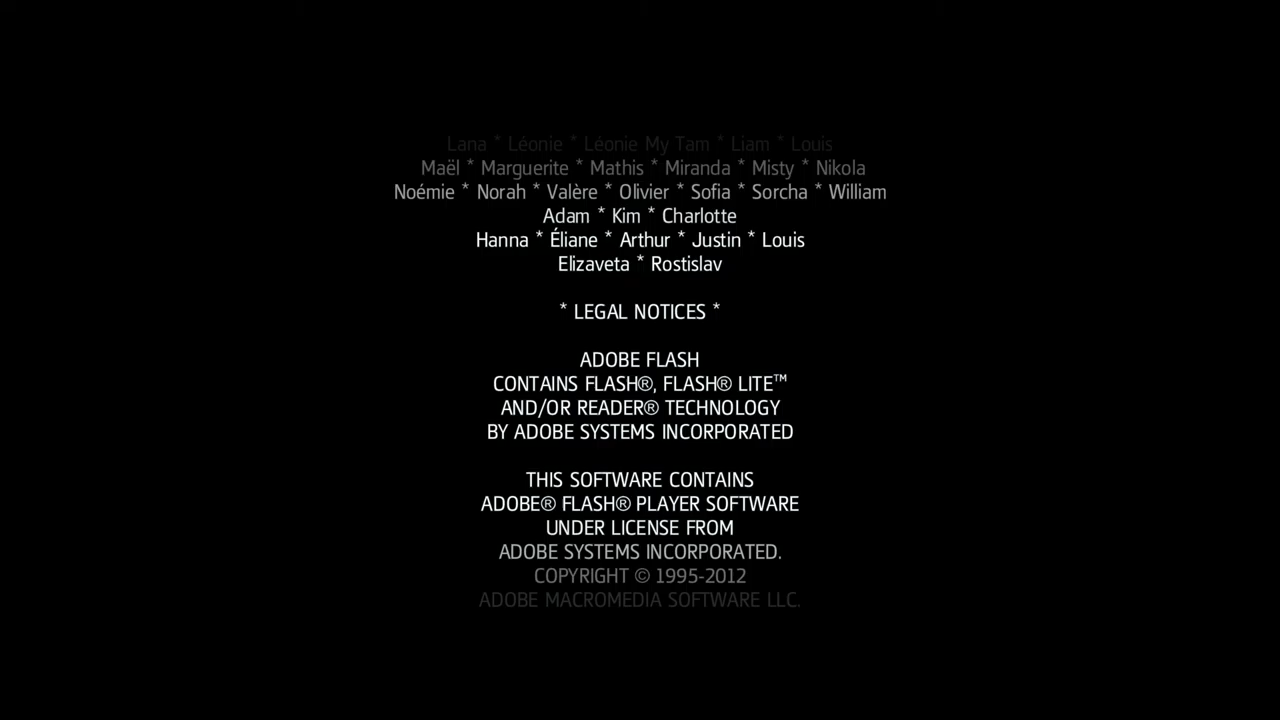 Lana * Léonie * Léonie My Tam * Liam * Louis
Maël * Marguerite * Mathis * Miranda * Misty * Nikola
Noémie * Norah * Valère * Olivier * Sofia * Sorcha * William
Adam * Kim * Charlotte
Hanna * Éliane * Arthur * Justin * Louis
Elizaveta * Rostislav
* LEGAL NOTICES *
ADOBE FLASH
CONTAINS FLASH®, FLASH® LITE™
AND/OR READER® TECHNOLOGY
BY ADOBE SYSTEMS INCORPORATED
THIS SOFTWARE CONTAINS
ADOBE® FLASH® PLAYER SOFTWARE
UNDER LICENSE FROM
ADOBE SYSTEMS INCORPORATED.
COPYRIGHT © 1995-2012
ADOBE MACROMEDIA SOFTWARE LLC.